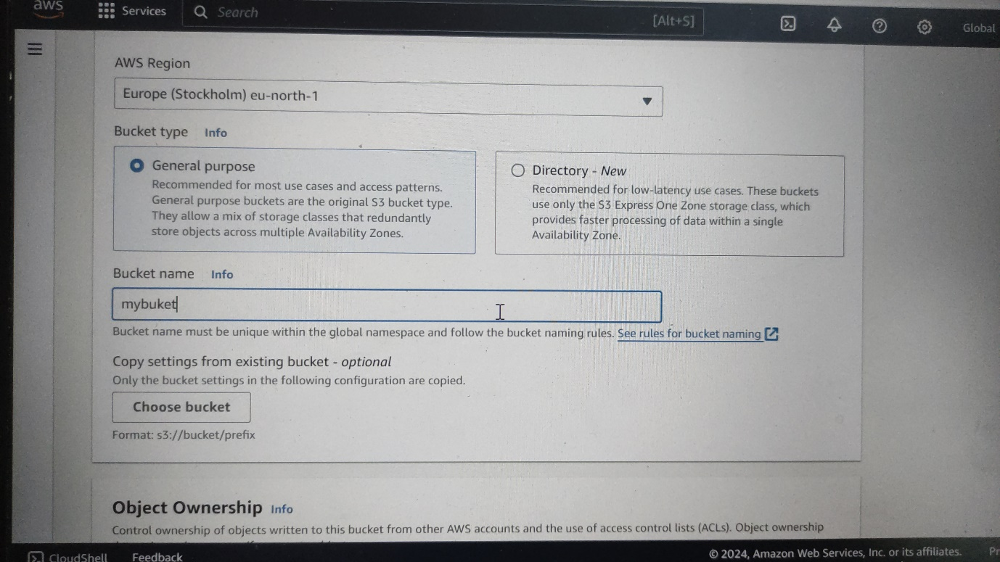 aws
Services
Search
[Alt+S]
Global
AWS Region
Europe (Stockholm) eu-north-1
Bucket type Info
General purpose
Recommended for most use cases and access patterns.
General purpose buckets are the original S3 bucket type.
They allow a mix of storage classes that redundantly
store objects across multiple Availability Zones.
Directory - New
Recommended for low-latency use cases. These buckets
use only the S3 Express One Zone storage class, which
provides faster processing of data within a single
Availability Zone.
Bucket name Info
mybuket
Bucket name must be unique within the global namespace and follow the bucket naming rules. See rules for bucket naming
Copy settings from existing bucket - optional
Only the bucket settings in the following configuration are copied.
Choose bucket
Format: s3://bucket/prefix
Object Ownership Info
Control ownership of objects written to this bucket from other AWS accounts and the use of access control lists (ACLs). Object ownership
CloudShell
Feedback
© 2024, Amazon Web Services, Inc. or its affiliates.